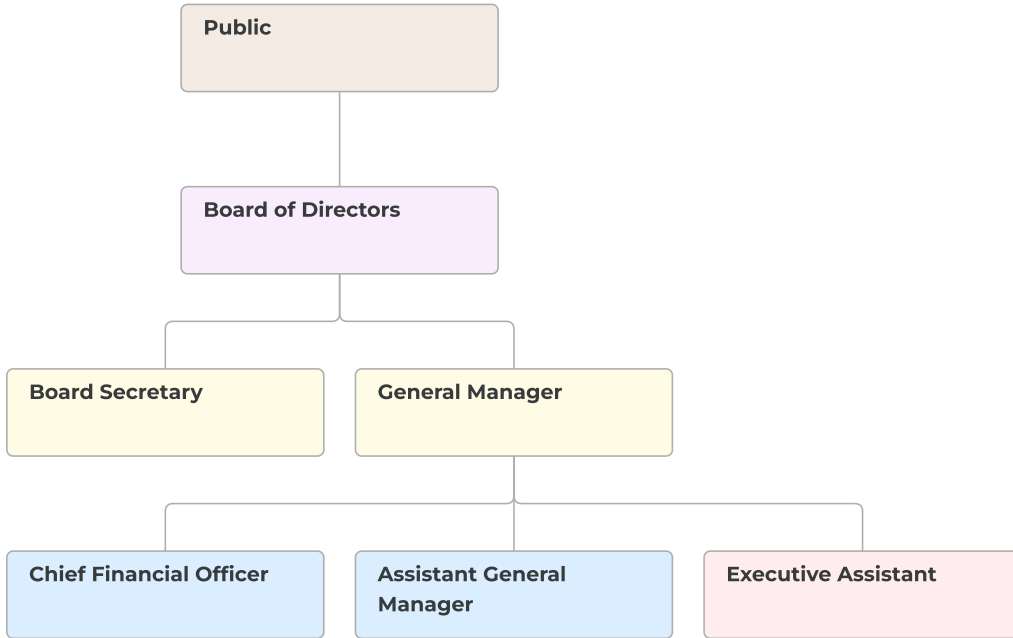 Public
Board of Directors
Board Secretary
General Manager
Chief Financial Officer
Assistant General
Manager
Executive Assistant